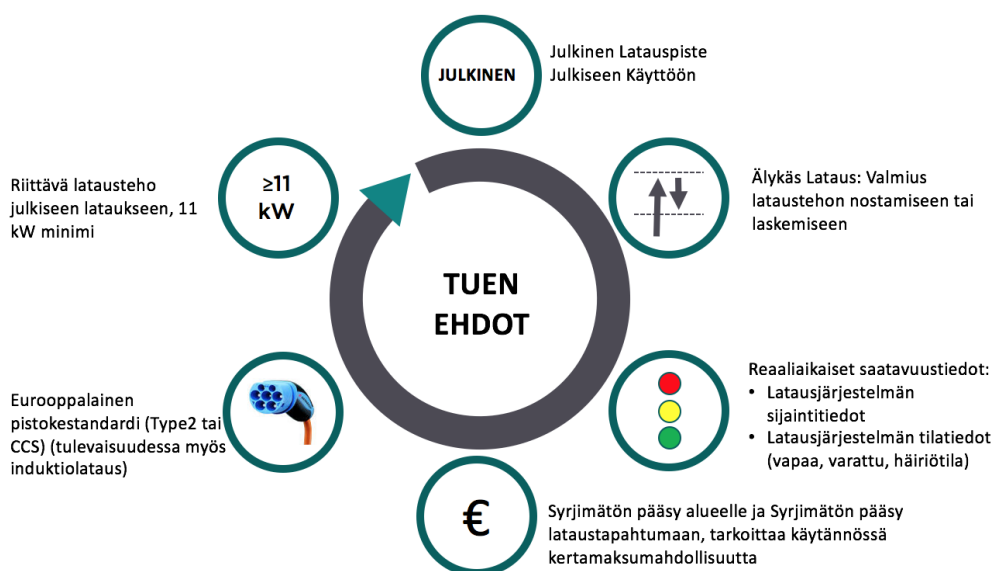 JULKINEN
Julkinen Latauspiste
Julkiseen Käyttöön
Älykäs Lataus: Valmius
lataustehon nostamiseen tai
laskemiseen
Reaaliaikaiset saatavuustiedot:
• Latausjärjestelmän
sijaintitiedot
• Latausjärjestelmän tilatiedot
(vapaa, varattu, häiriötila)
€
Syrjimätön pääsy alueelle ja Syrjimätön pääsy
lataustapahtumaan, tarkoittaa käytännössä
kertamaksumahdollisuutta
Eurooppalainen
pistokestandardi (Type2 tai
CCS) (tulevaisuudessa myös
induktiolataus)
Riittävä latausteho
julkiseen lataukseen, 11
kW minimi
≥11
kW
TUEN
EHDOT